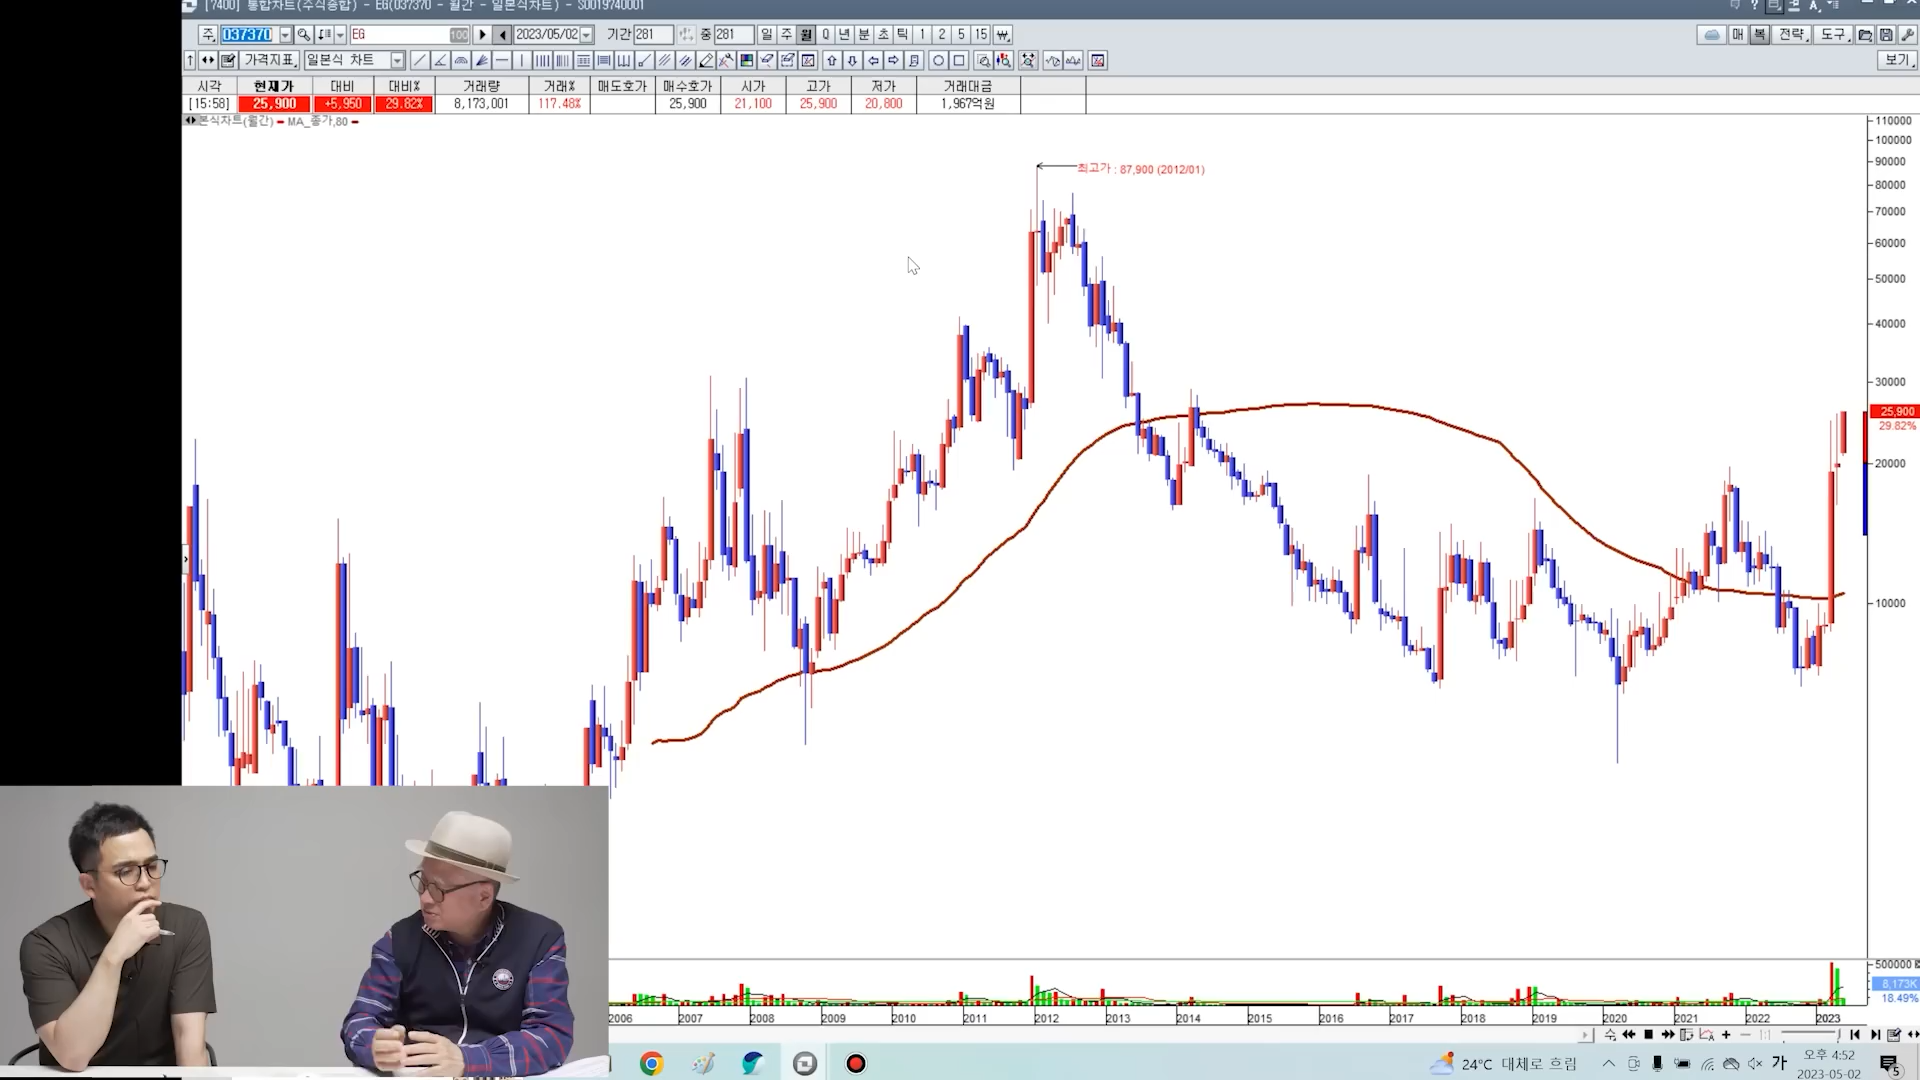 [7400] 통합차트(주식종합) - EG(037370 - 월간 - 일본식차트) - S0019740001
주 037370 EG 100 2023/05/02 기간 281 중 281 일 주 월 Q 년 분 초 틱 1 2 5 15 ₩ 매 복 전략 도구
가격지표 일본식 차트 보기
시각 현재가 대비 대비% 거래량 거래% 매도호가 매수호가 시가 고가 저가 거래대금
[15:58] 25,900 +5,950 29.82% 8,173,001 117.48% 25,900 21,100 25,900 20,800 1,967억원
본식차트(월간) MA_종가,80
최고가 : 87,900 (2012/01)
110000
100000
90000
80000
70000
60000
50000
40000
30000
25,900
29.82%
20000
10000
500000
8,173K
18.49%
2006 2007 2008 2009 2010 2011 2012 2013 2014 2015 2016 2017 2018 2019 2020 2021 2022 2023
수
24°C 대체로 흐림 가 오후 4:52
2023-05-02
5